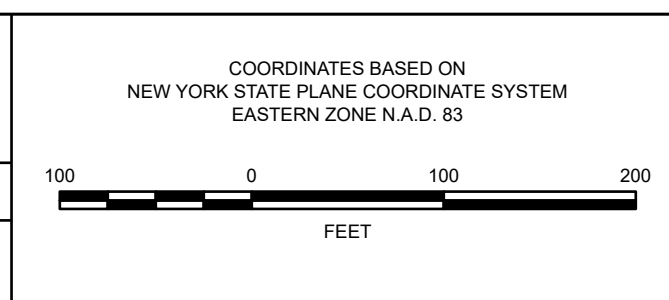 COORDINATES BASED ON
NEW YORK STATE PLANE COORDINATE SYSTEM
EASTERN ZONE N.A.D. 83
100 0 100 200
FEET